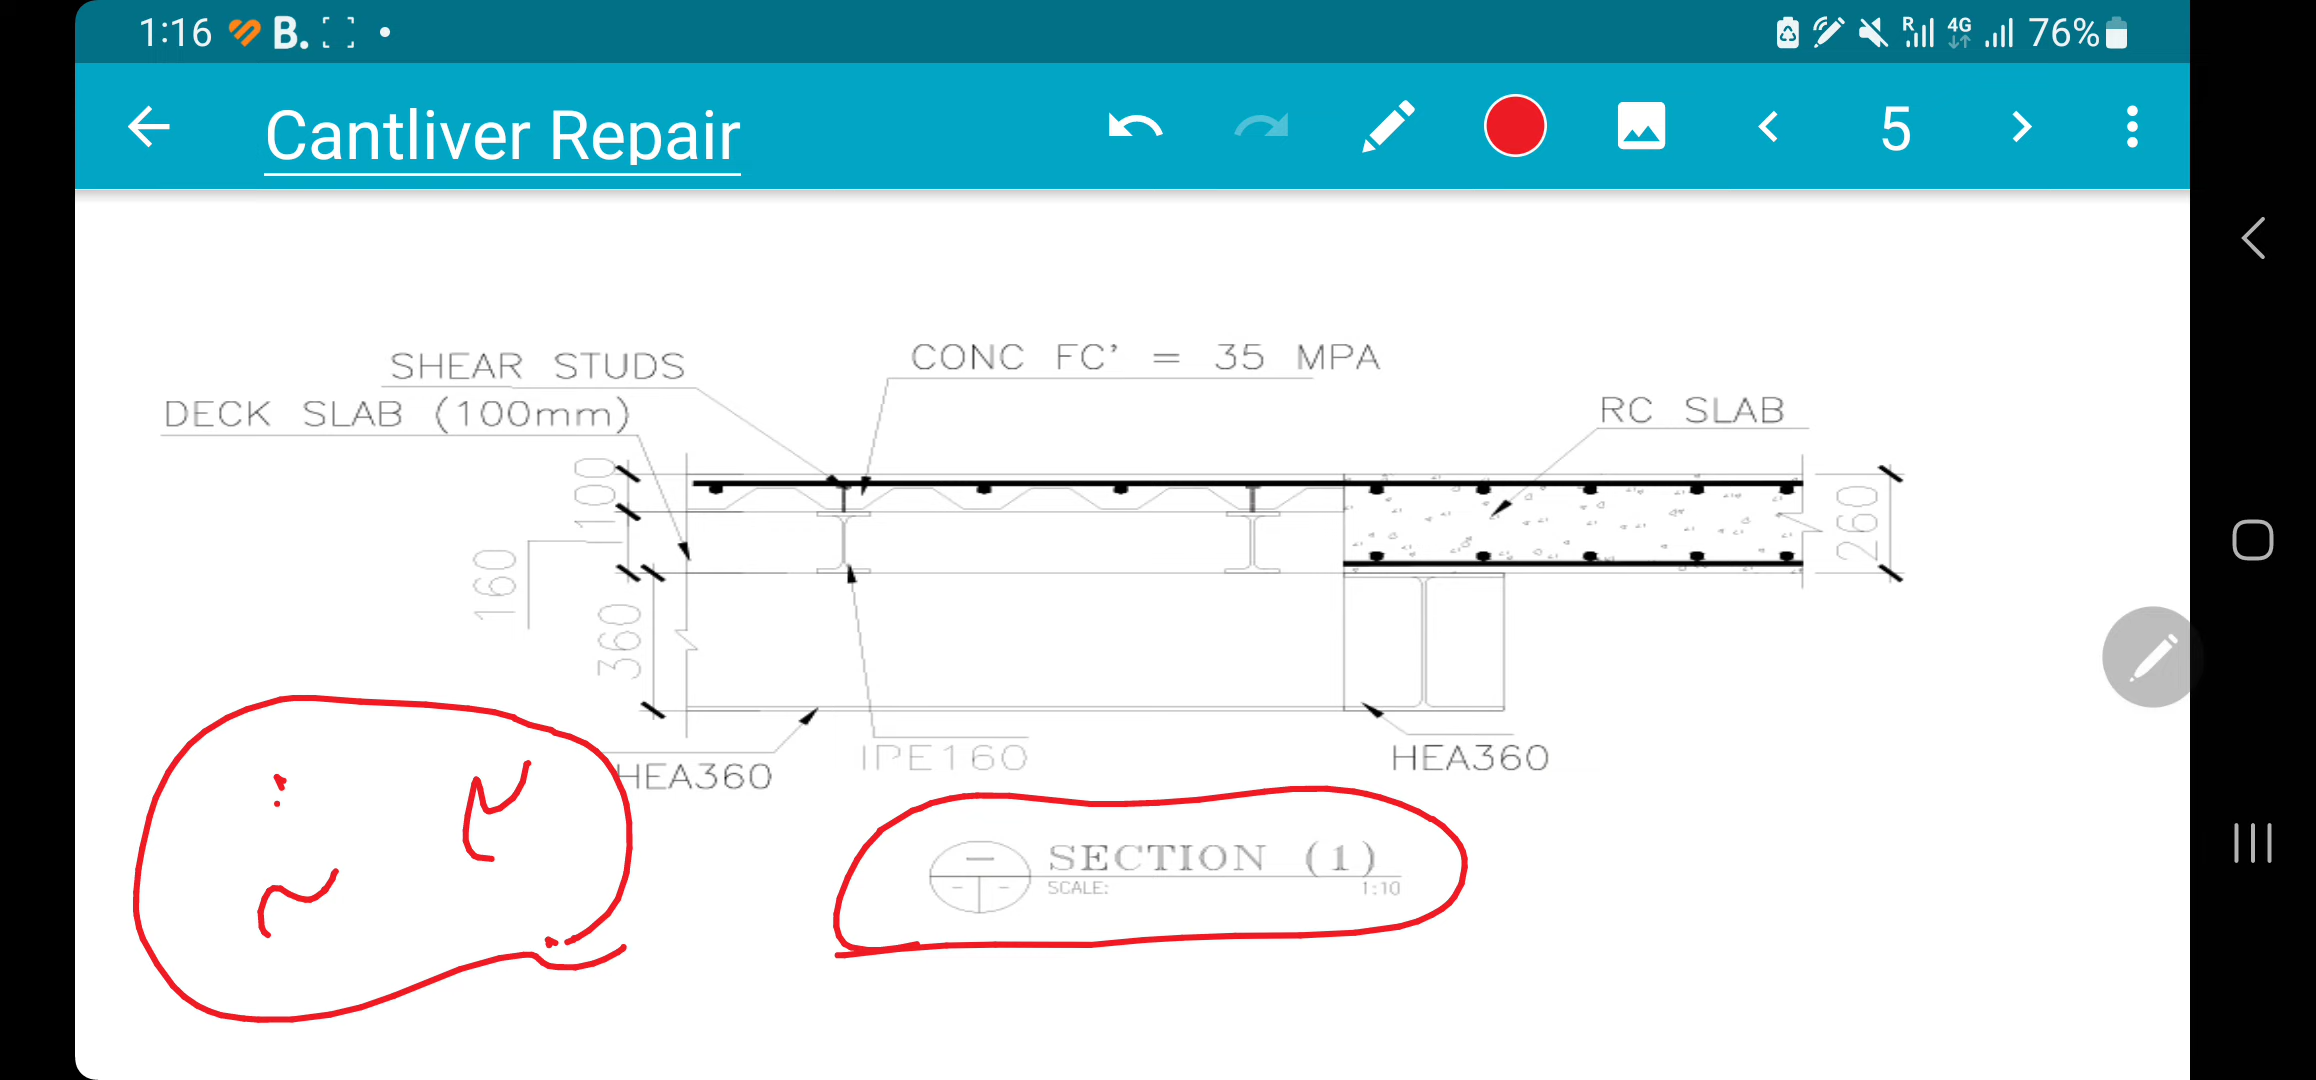 1:16 B. R 4G 76%
Cantliver Repair 5
SHEAR STUDS
CONC FC' = 35 MPA
DECK SLAB (100mm)
RC SLAB
100
160
360
260
HEA360
IPE160
HEA360
SECTION (1)
SCALE: 1:10